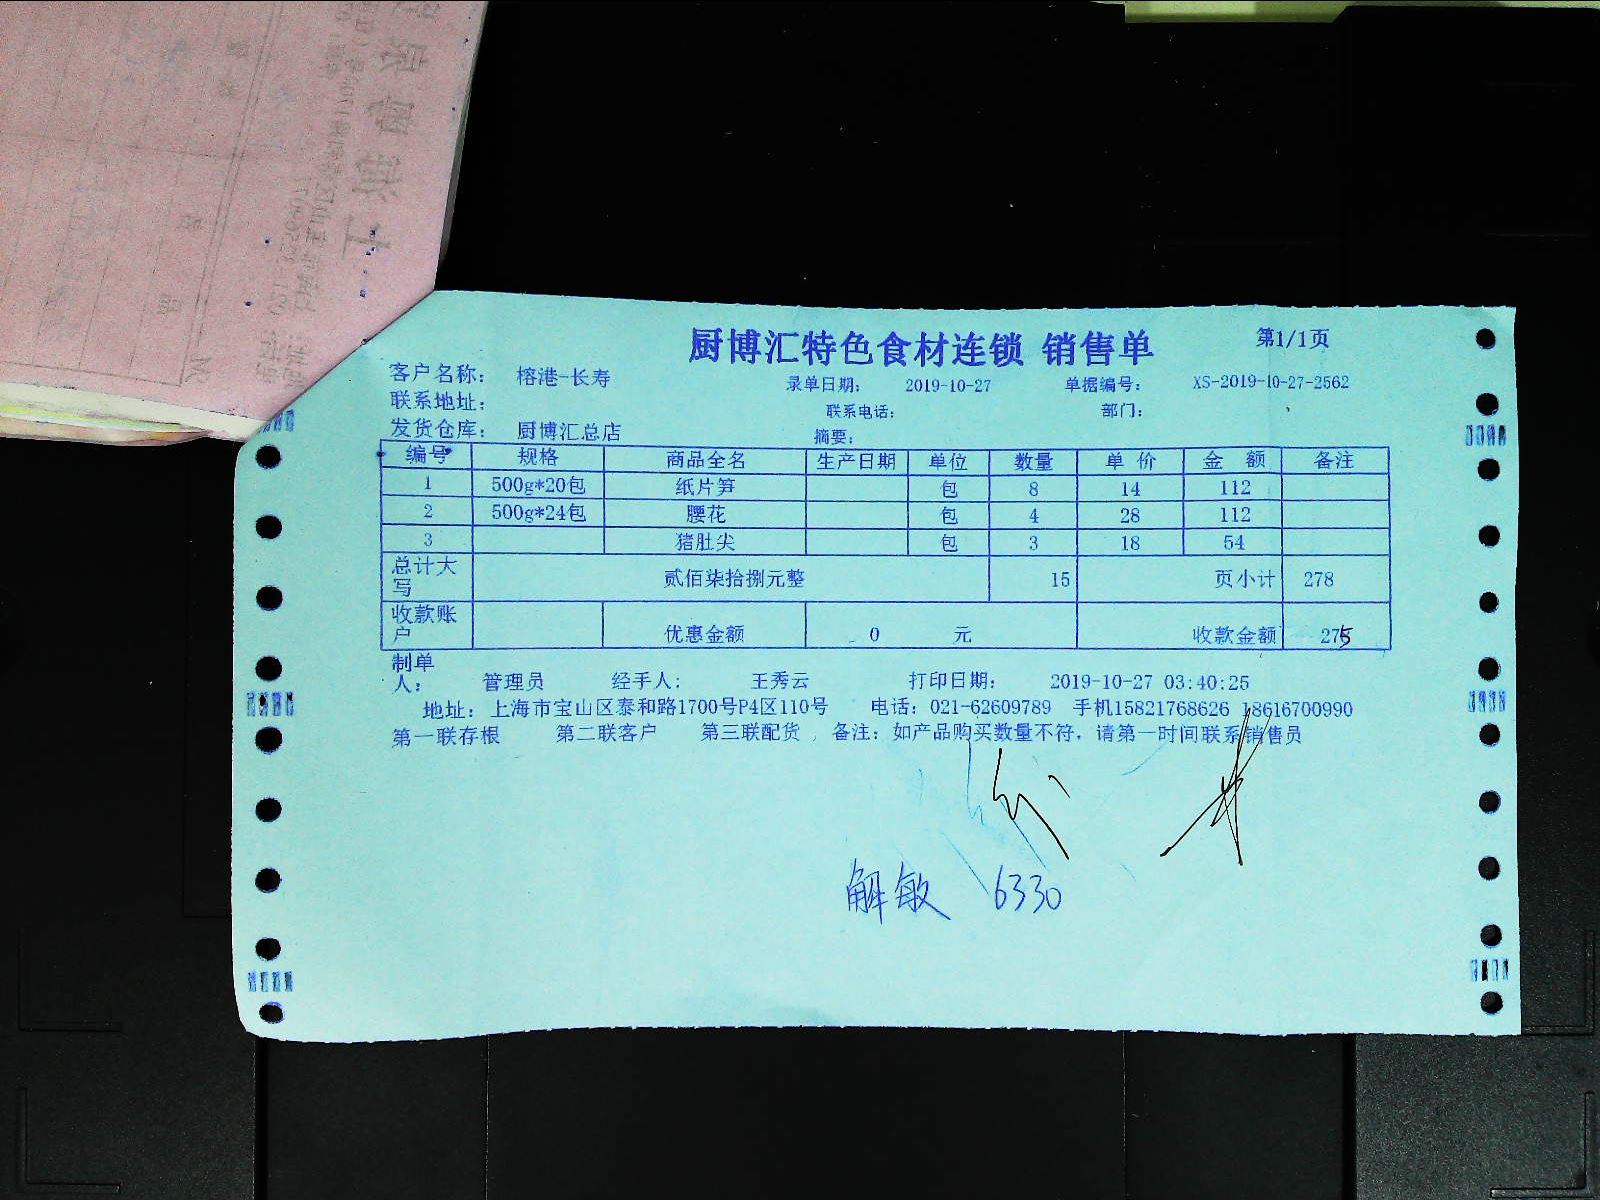 厨博汇特色食材连锁 销售单 第1/1页
客户名称： 榕港-长寿 录单日期： 2019-10-27 单据编号： XS-2019-10-27-2562
联系地址： 联系电话： 部门：
发货仓库： 厨博汇总店 摘要：
编号 规格 商品全名 生产日期 单位 数量 单 价 金 额 备注
1 500g*20包 纸片笋 包 8 14 112
2 500g*24包 腰花 包 4 28 112
3 猪肚尖 包 3 18 54
总计大写 贰佰柒拾捌元整 15 页小计 278
收款账户 优惠金额 0 元 收款金额 275
制单人： 管理员 经手人： 王秀云 打印日期： 2019-10-27 03:40:25
地址：上海市宝山区泰和路1700号P4区110号 电话：021-62609789 手机15821768626 18616700990
第一联存根 第二联客户 第三联配货 备注：如产品购买数量不符，请第一时间联系销售员
解敏 6330